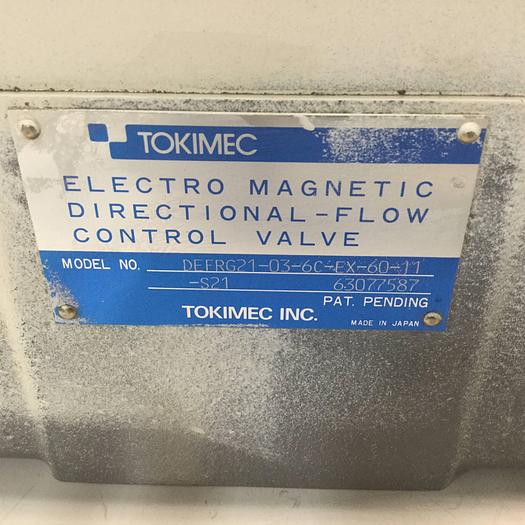 TOKIMEC
ELECTRO MAGNETIC
DIRECTIONAL-FLOW
CONTROL VALVE
MODEL NO. DEFRG21-03-6C-EX-60-11
-S21 63077587
PAT. PENDING
TOKIMEC INC. MADE IN JAPAN